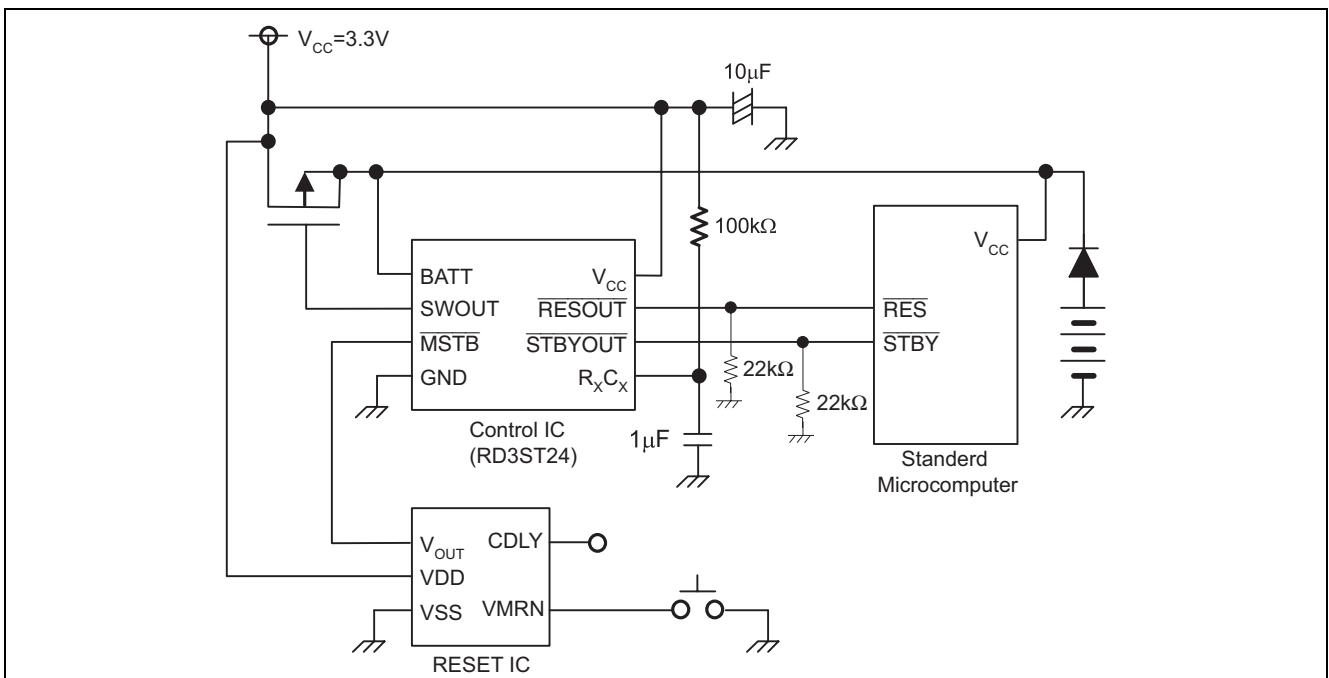 V_CC=3.3V
10μF
100kΩ
BATT
SWOUT
MSTB
GND
V_CC
RESOUT
STBYOUT
R_XC_X
Control IC
(RD3ST24)
22kΩ
22kΩ
1μF
V_CC
RES
STBY
Standerd
Microcomputer
V_OUT
VDD
VSS
CDLY
VMRN
RESET IC